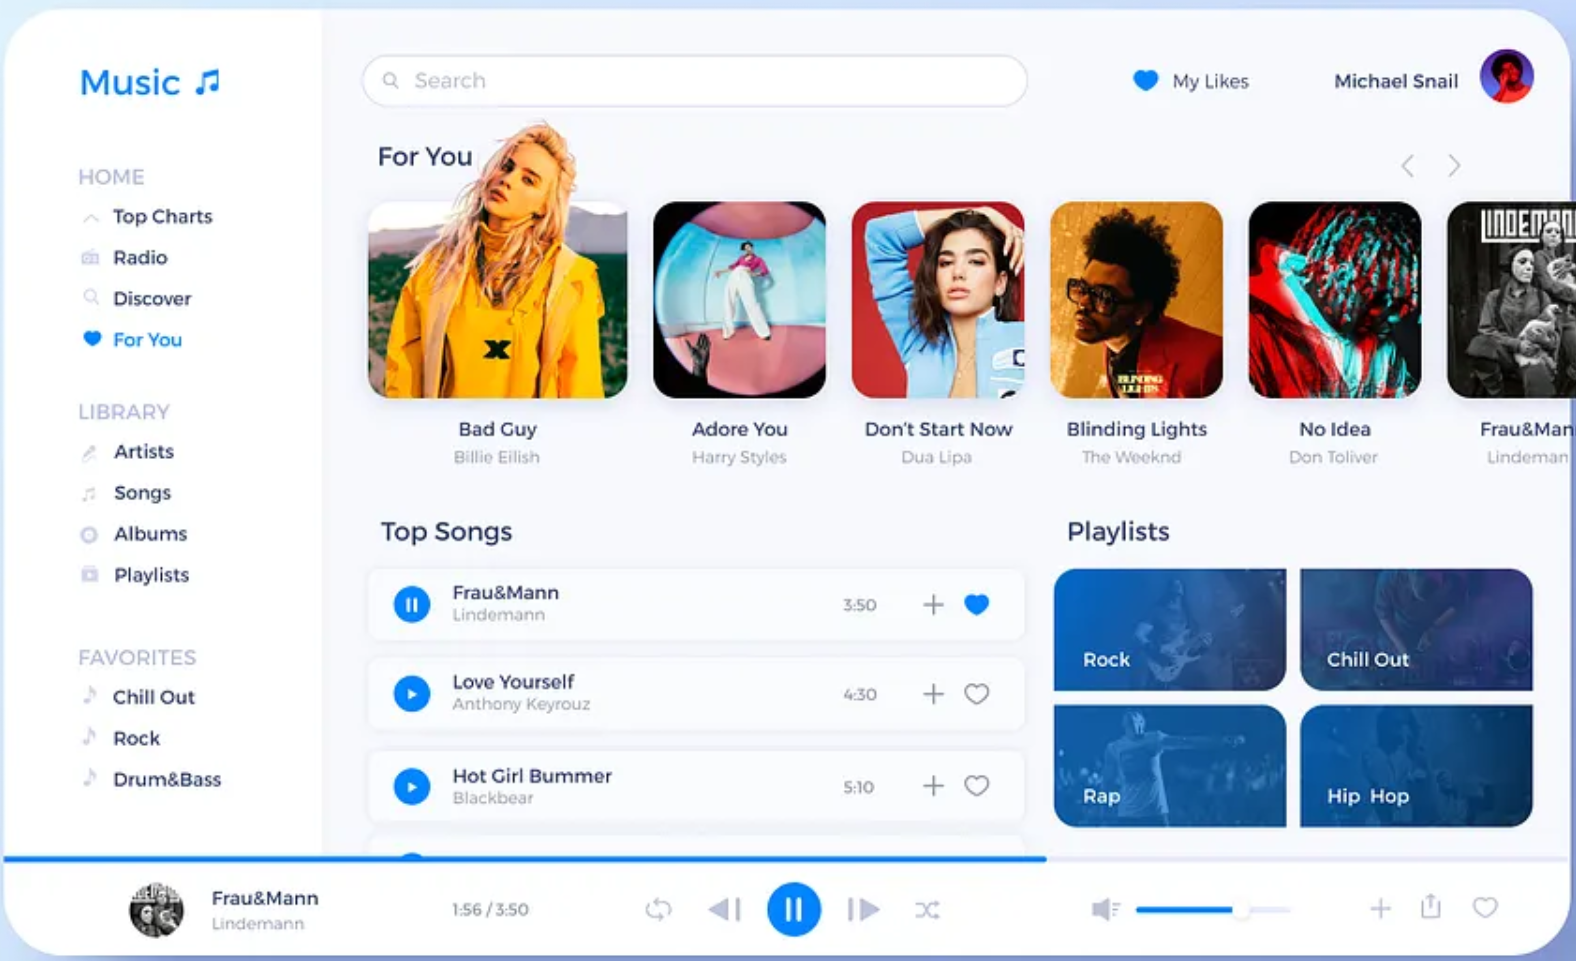 Music
Search
My Likes
Michael Snail
HOME
Top Charts
Radio
Discover
For You
LIBRARY
Artists
Songs
Albums
Playlists
FAVORITES
Chill Out
Rock
Drum&Bass
For You
BLINDING
LIGHTS
Bad Guy
Billie Eilish
Adore You
Harry Styles
Don't Start Now
Dua Lipa
Blinding Lights
The Weeknd
No Idea
Don Toliver
Frau&Man
Lindeman
Top Songs
Frau&Mann
Lindemann
3:50
Love Yourself
Anthony Keyrouz
4:30
Hot Girl Bummer
Blackbear
5:10
Playlists
Rock
Chill Out
Rap
Hip Hop
Frau&Mann
Lindemann
1:56 / 3:50